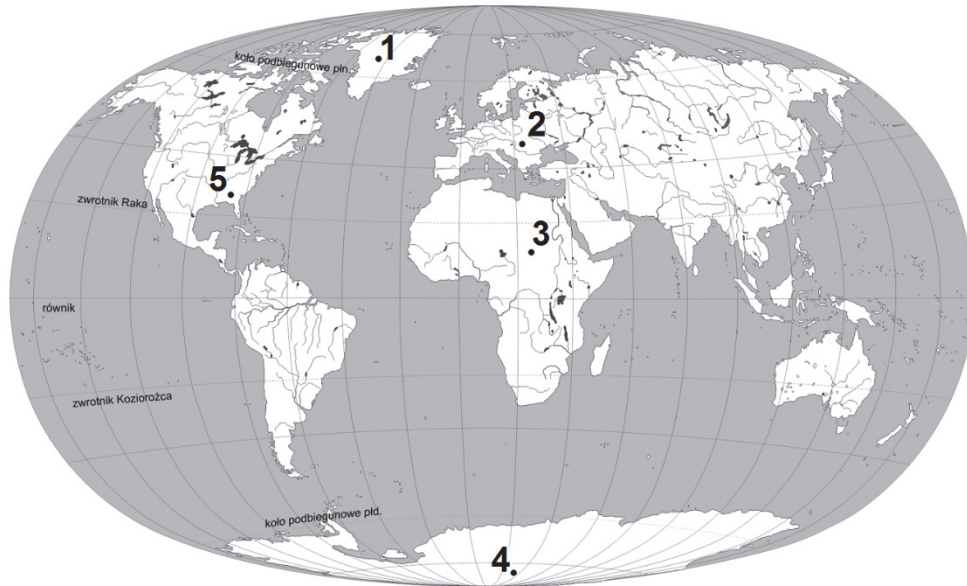 1
koło podbiegunowe płn.
2
5
zwrotnik Raka
3
równik
zwrotnik Koziorożca
koło podbiegunowe płd.
4